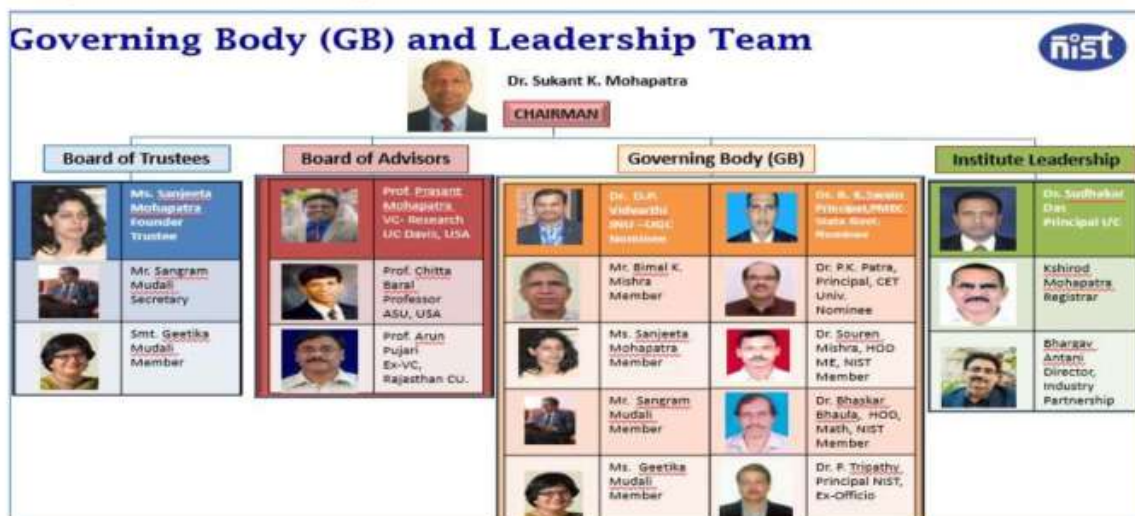 Governing Body (GB) and Leadership Team
nist
Dr. Sukant K. Mohapatra
CHAIRMAN
Board of Trustees
Ms. Sanjeeta
Mohapatra
Founder
Trustee
Mr. Sangram
Mudali
Secretary
Smt. Geetika
Mudali
Member
Board of Advisors
Prof. Prasant
Mohapatra
VC- Research
UC Davis, USA
Prof. Chitta
Baral
Professor
ASU, USA
Prof. Arun
Pujari
Ex-VC,
Rajasthan CU.
Governing Body (GB)
Dr. D.P.
Vidyarthi
JNU -UGC
Nominee
Mr. Bimal K.
Mishra
Member
Ms. Sanjeeta
Mohapatra
Member
Mr. Sangram
Mudali
Member
Ms. Geetika
Mudali
Member
Principal,PMEC
State Govt.
Nominee
Dr. P.K. Patra,
Principal, CET
Univ.
Nominee
Dr. Souren
Mishra, HOD
ME, NIST
Member
Dr. Bhaskar
Bhaula, HOD,
Math, NIST
Member
Dr. P. Tripathy
Principal NIST,
Ex-Officio
Institute Leadership
Dr. Sudhakar
Das
Principal I/C
Kshirod
Mohapatra
Registrar
Bhargav
Antani
Director,
Industry
Partnership